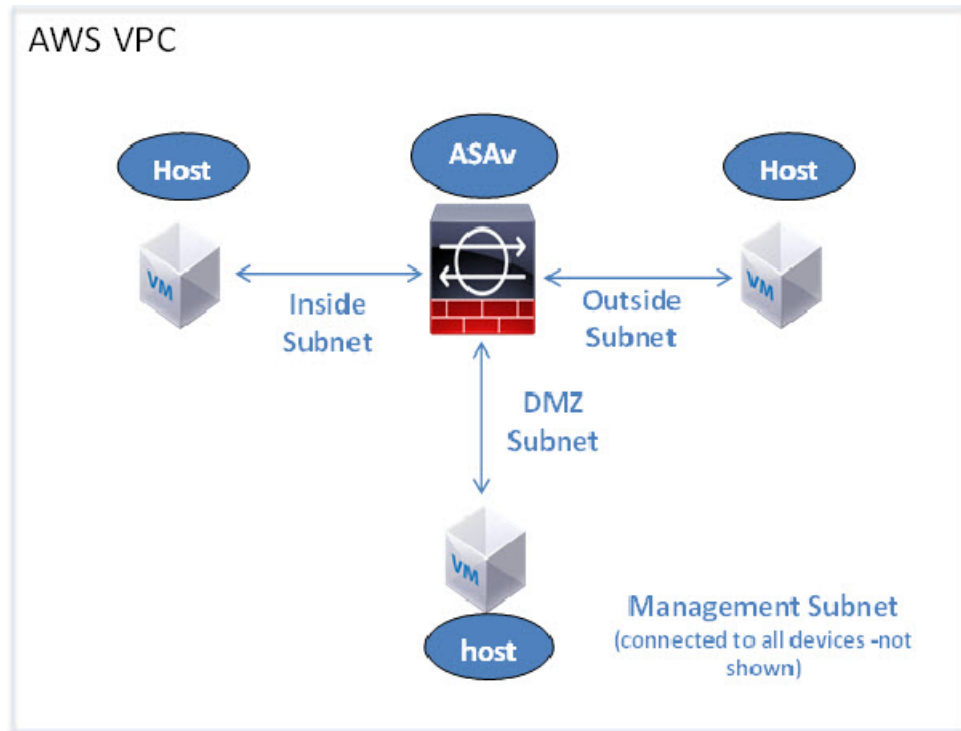 AWS VPC
Host
ASAv
Host
VM
VM
Inside
Subnet
Outside
Subnet
DMZ
Subnet
VM
host
Management Subnet
(connected to all devices -not
shown)